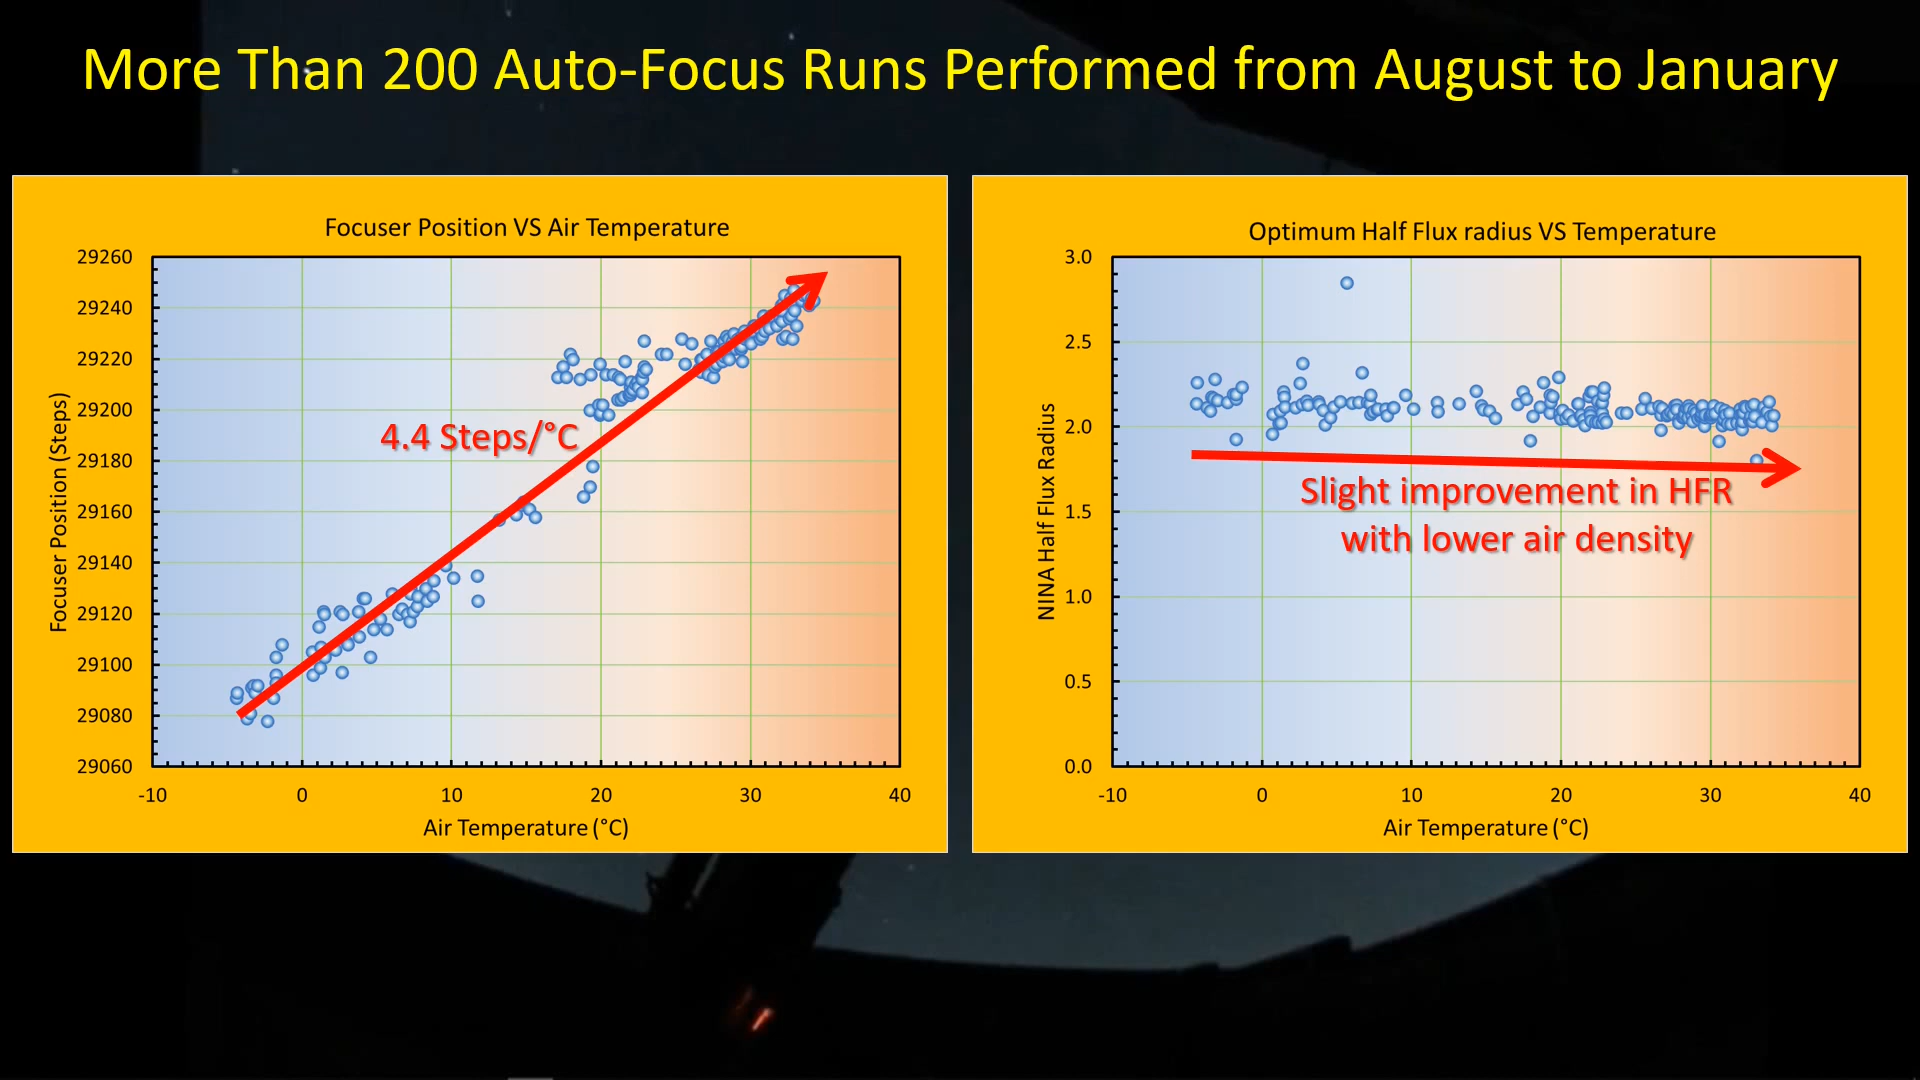 More Than 200 Auto-Focus Runs Performed from August to January
Focuser Position VS Air Temperature
29260
29240
29220
29200
29180
29160
29140
29120
29100
29080
29060
Focuser Position (Steps)
4.4 Steps/°C
-10 0 10 20 30 40
Air Temperature (°C)
Optimum Half Flux radius VS Temperature
3.0
2.5
2.0
1.5
1.0
0.5
0.0
NINA Half Flux Radius
Slight improvement in HFR
with lower air density
-10 0 10 20 30 40
Air Temperature (°C)